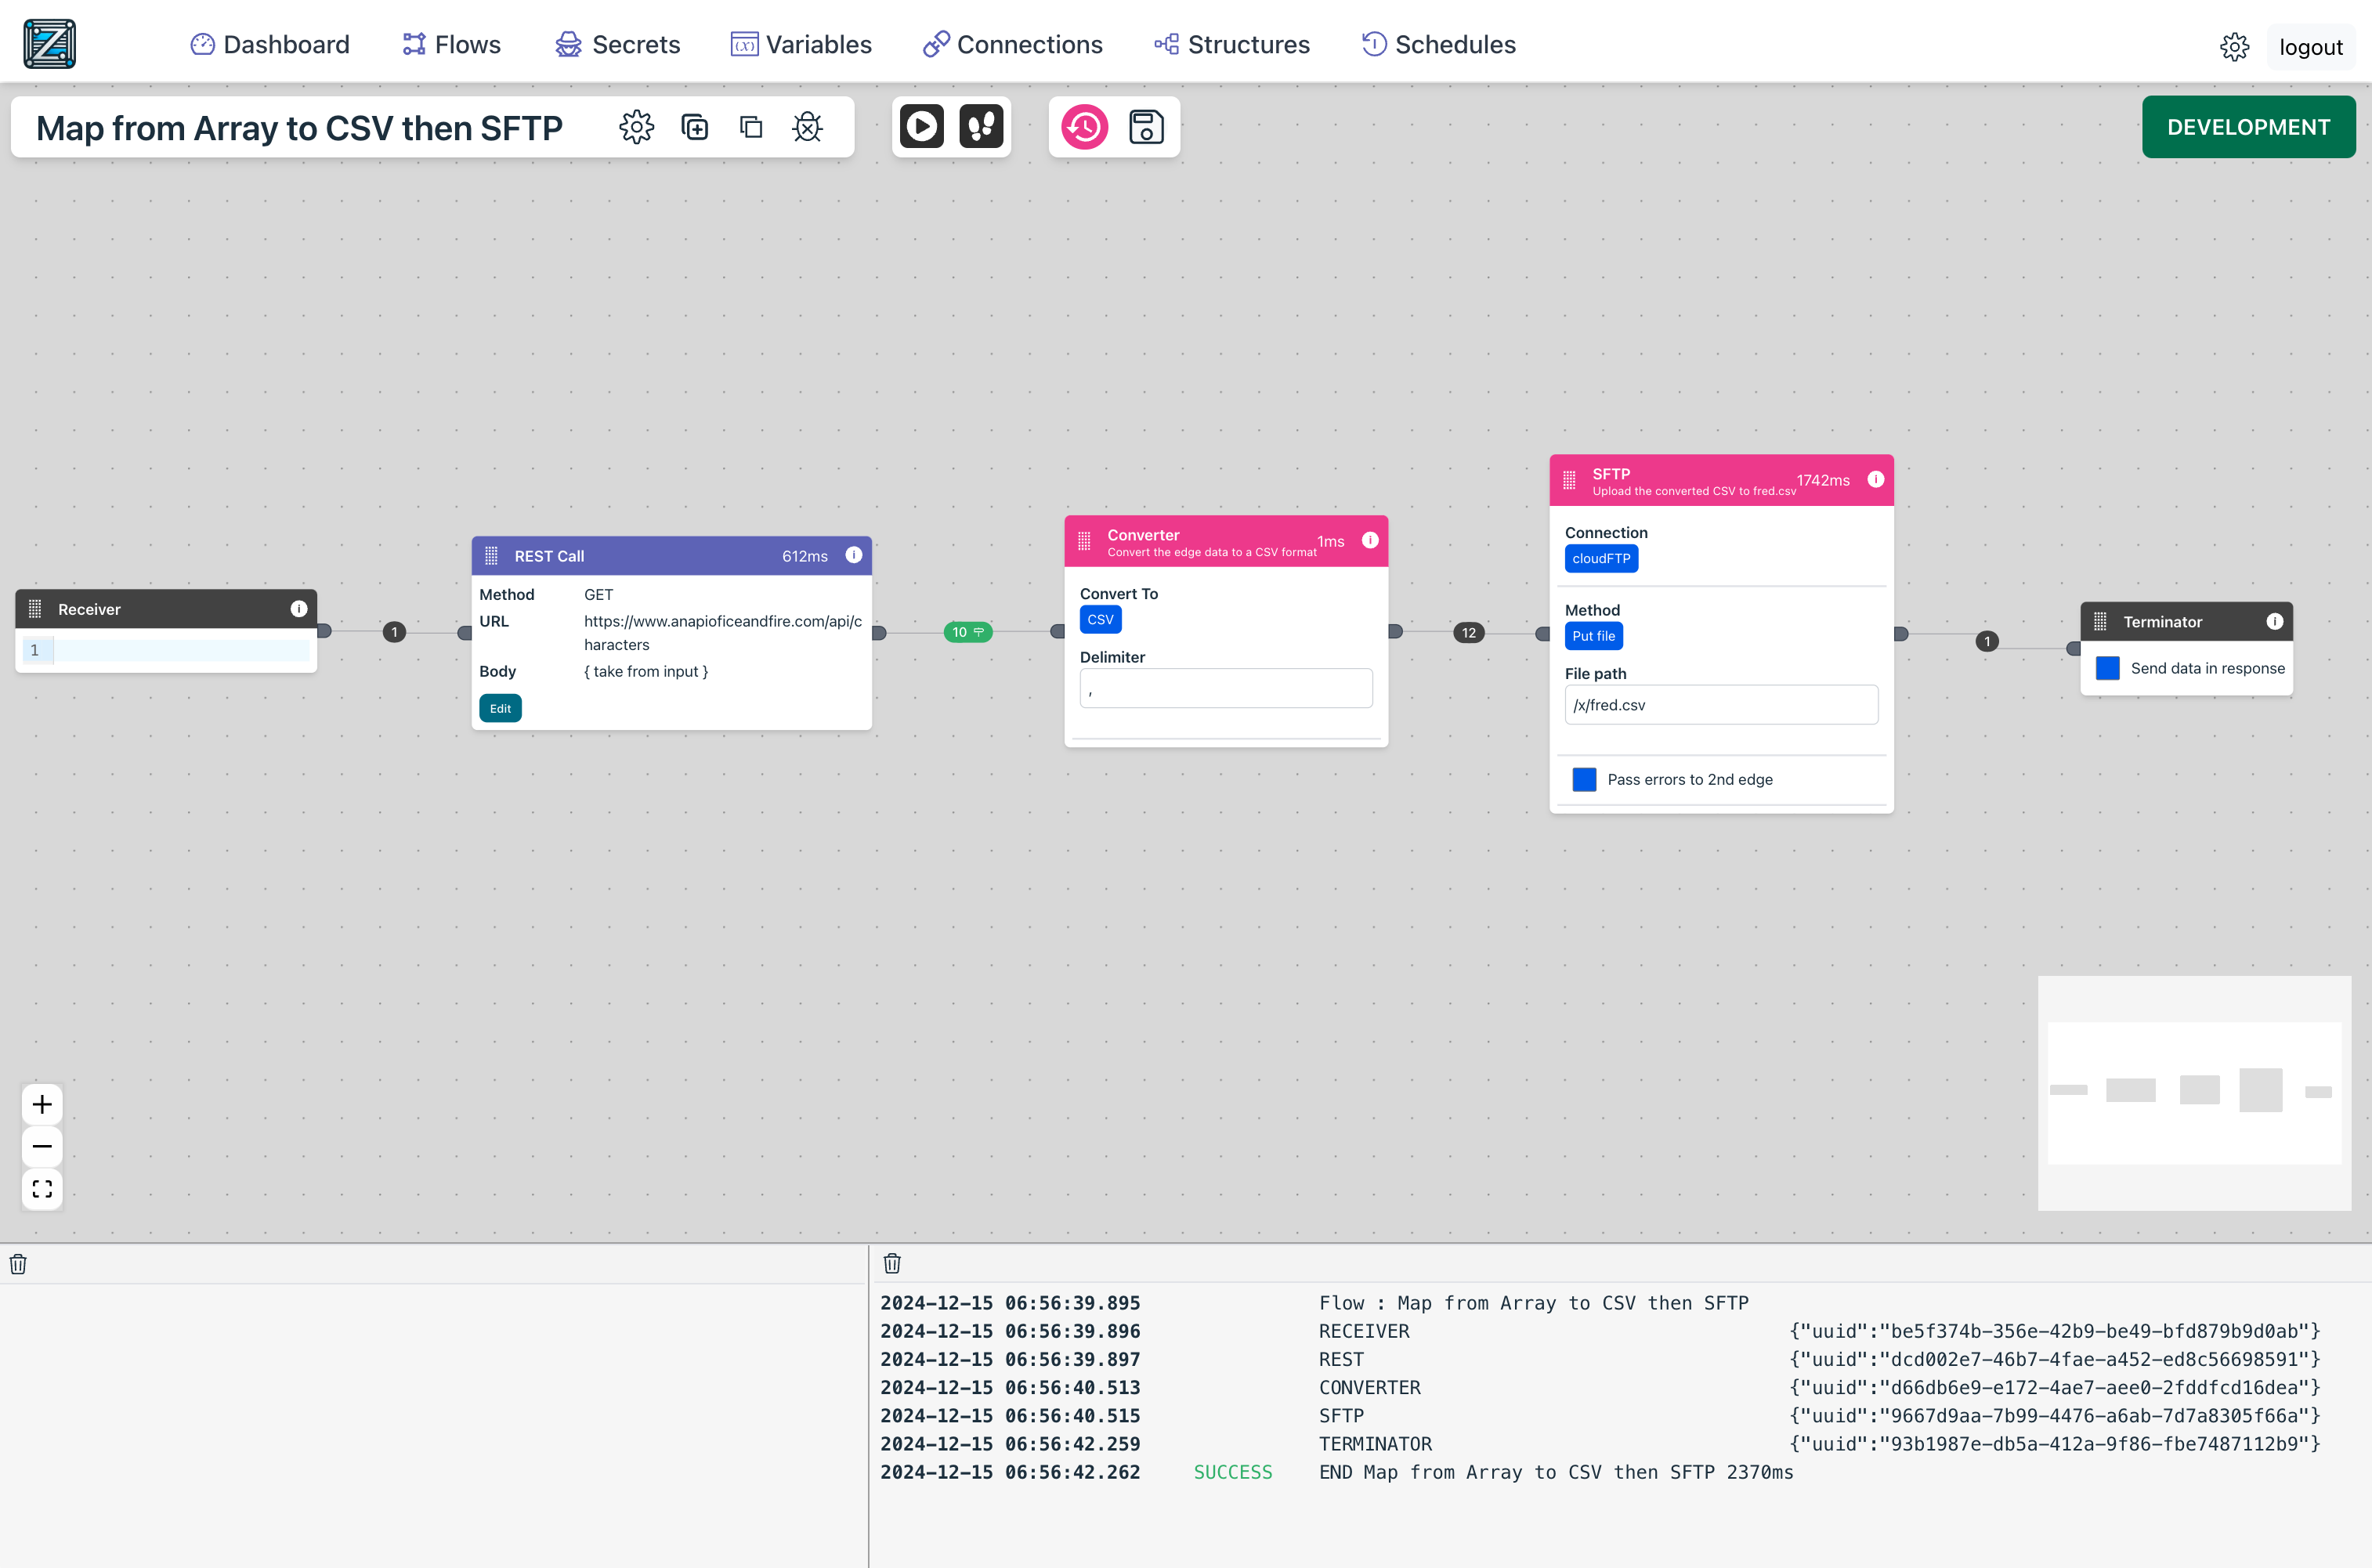 Dashboard Flows Secrets Variables Connections Structures Schedules logout
Map from Array to CSV then SFTP DEVELOPMENT
Receiver
1
1
REST Call 612ms
Method GET
URL https://www.anapioficeandfire.com/api/c
haracters
Body { take from input }
Edit
10
Converter 1ms
Convert the edge data to a CSV format
Convert To
CSV
Delimiter
,
12
SFTP 1742ms
Upload the converted CSV to fred.csv
Connection
cloudFTP
Method
Put file
File path
/x/fred.csv
Pass errors to 2nd edge
1
Terminator
Send data in response
2024-12-15 06:56:39.895 Flow : Map from Array to CSV then SFTP
2024-12-15 06:56:39.896 RECEIVER {"uuid":"be5f374b-356e-42b9-be49-bfd879b9d0ab"}
2024-12-15 06:56:39.897 REST {"uuid":"dcd002e7-46b7-4fae-a452-ed8c56698591"}
2024-12-15 06:56:40.513 CONVERTER {"uuid":"d66db6e9-e172-4ae7-aee0-2fddfcd16dea"}
2024-12-15 06:56:40.515 SFTP {"uuid":"9667d9aa-7b99-4476-a6ab-7d7a8305f66a"}
2024-12-15 06:56:42.259 TERMINATOR {"uuid":"93b1987e-db5a-412a-9f86-fbe7487112b9"}
2024-12-15 06:56:42.262 SUCCESS END Map from Array to CSV then SFTP 2370ms